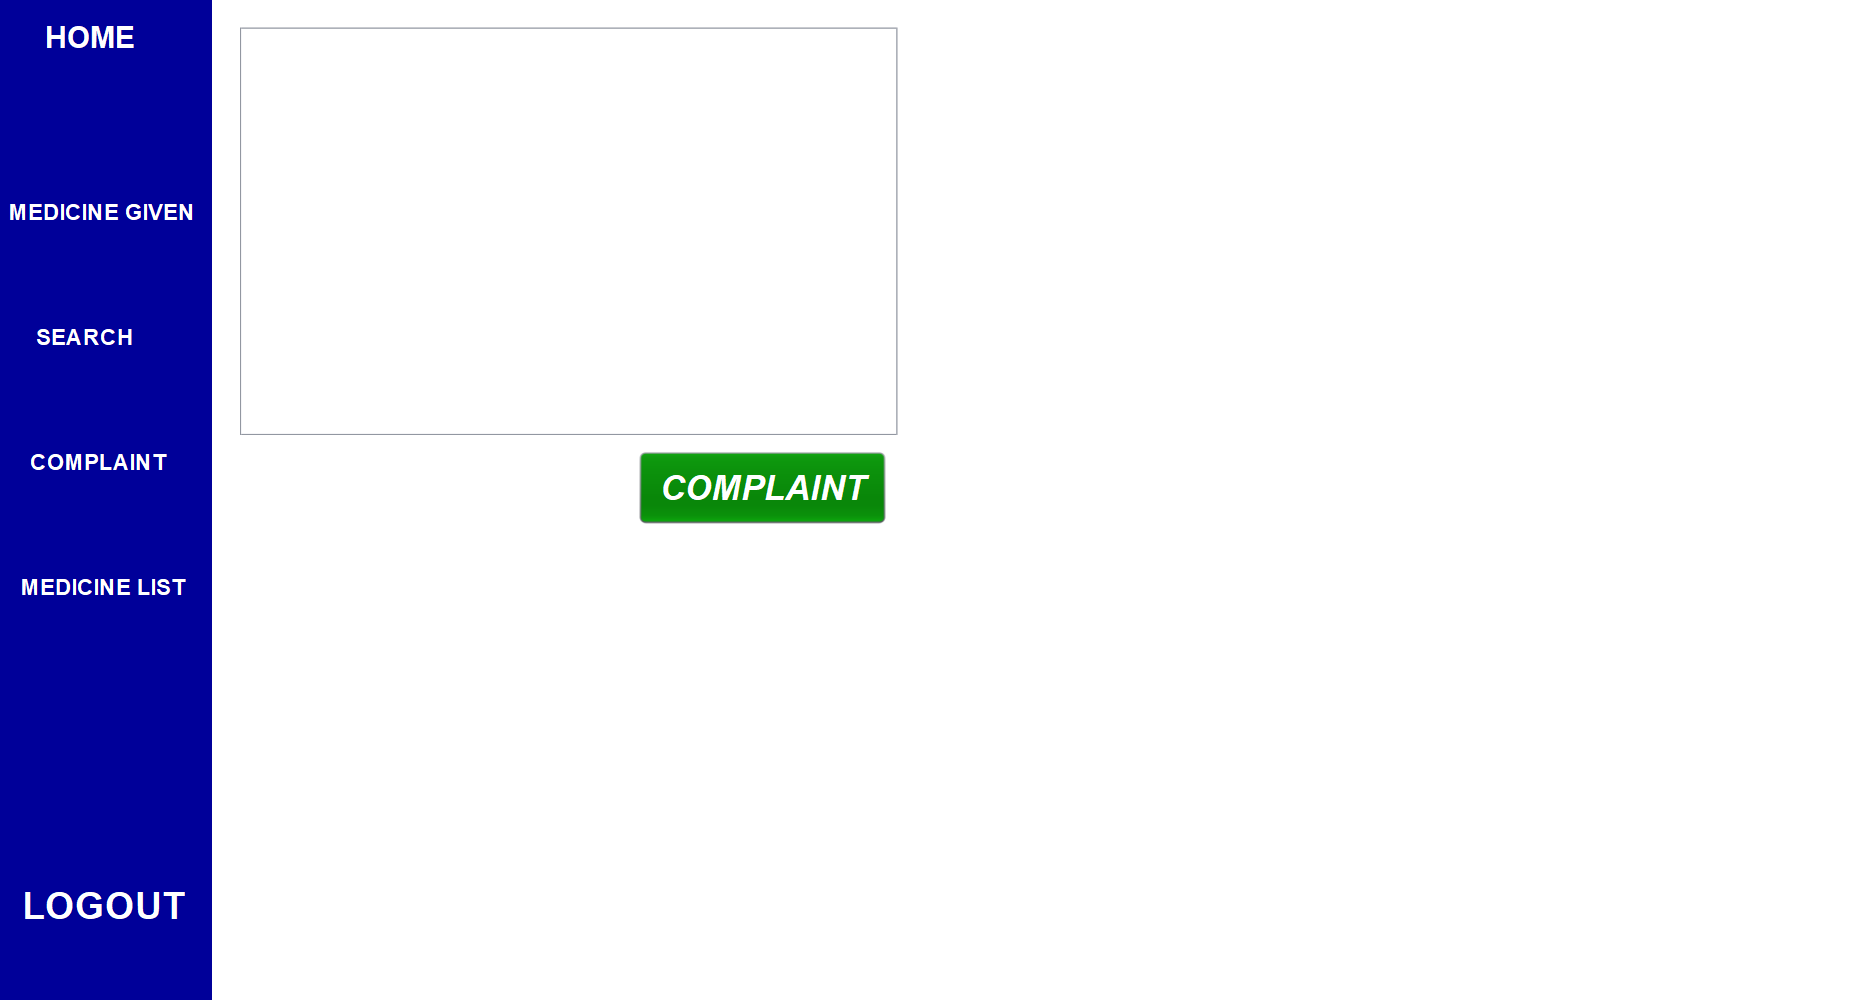 HOME
MEDICINE GIVEN
SEARCH
COMPLAINT
MEDICINE LIST
LOGOUT
COMPLAINT